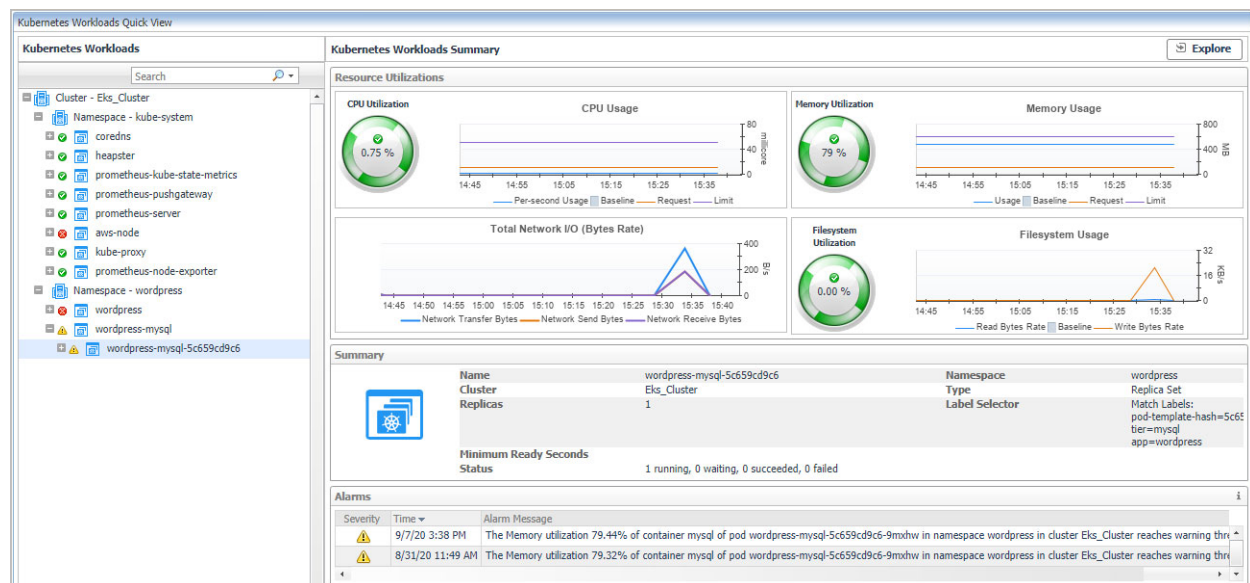 Kubernetes Workloads Quick View
Kubernetes Workloads
Search
Cluster - Eks_Cluster
Namespace - kube-system
coredns
heapster
prometheus-kube-state-metrics
prometheus-pushgateway
prometheus-server
aws-node
kube-proxy
prometheus-node-exporter
Namespace - wordpress
wordpress
wordpress-mysql
wordpress-mysql-5c659cd9c6
Kubernetes Workloads Summary
Explore
Resource Utilizations
CPU Utilization
0.75 %
CPU Usage
80
40
0
millicore
14:45 14:55 15:05 15:15 15:25 15:35
Per-second Usage Baseline Request Limit
Memory Utilization
79 %
Memory Usage
800
400
0
MB
14:45 14:55 15:05 15:15 15:25 15:35
Usage Baseline Request Limit
Total Network I/O (Bytes Rate)
400
200
0
B/s
14:45 14:50 14:55 15:00 15:05 15:10 15:15 15:20 15:25 15:30 15:35 15:40
Network Transfer Bytes Network Send Bytes Network Receive Bytes
Filesystem
Utilization
0.00 %
Filesystem Usage
32
16
0
KB/s
14:45 14:55 15:05 15:15 15:25 15:35
Read Bytes Rate Baseline Write Bytes Rate
Summary
Name wordpress-mysql-5c659cd9c6 Namespace wordpress
Cluster Eks_Cluster Type Replica Set
Replicas 1 Label Selector Match Labels:
pod-template-hash=5c65
tier=mysql
app=wordpress
Minimum Ready Seconds
Status 1 running, 0 waiting, 0 succeeded, 0 failed
Alarms
i
Severity Time Alarm Message
9/7/20 3:38 PM The Memory utilization 79.44% of container mysql of pod wordpress-mysql-5c659cd9c6-9mxhw in namespace wordpress in cluster Eks_Cluster reaches warning thre
8/31/20 11:49 AM The Memory utilization 79.32% of container mysql of pod wordpress-mysql-5c659cd9c6-9mxhw in namespace wordpress in cluster Eks_Cluster reaches warning thre